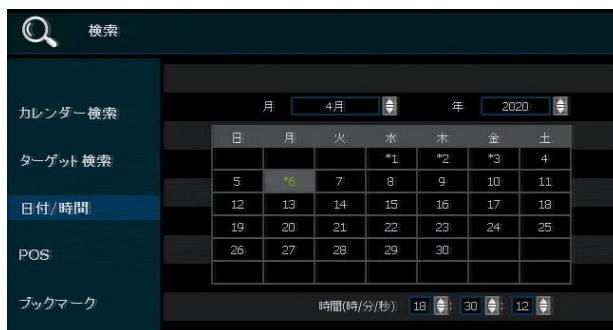 検索
カレンダー検索
ターゲット検索
日付/時間
POS
ブックマーク
月 4月 年 2020
日 月 火 水 木 金 土
*1 *2 *3 4
5 *6 7 8 9 10 11
12 13 14 15 16 17 18
19 20 21 22 23 24 25
26 27 28 29 30
時間(時/分/秒) 18 : 30 : 12